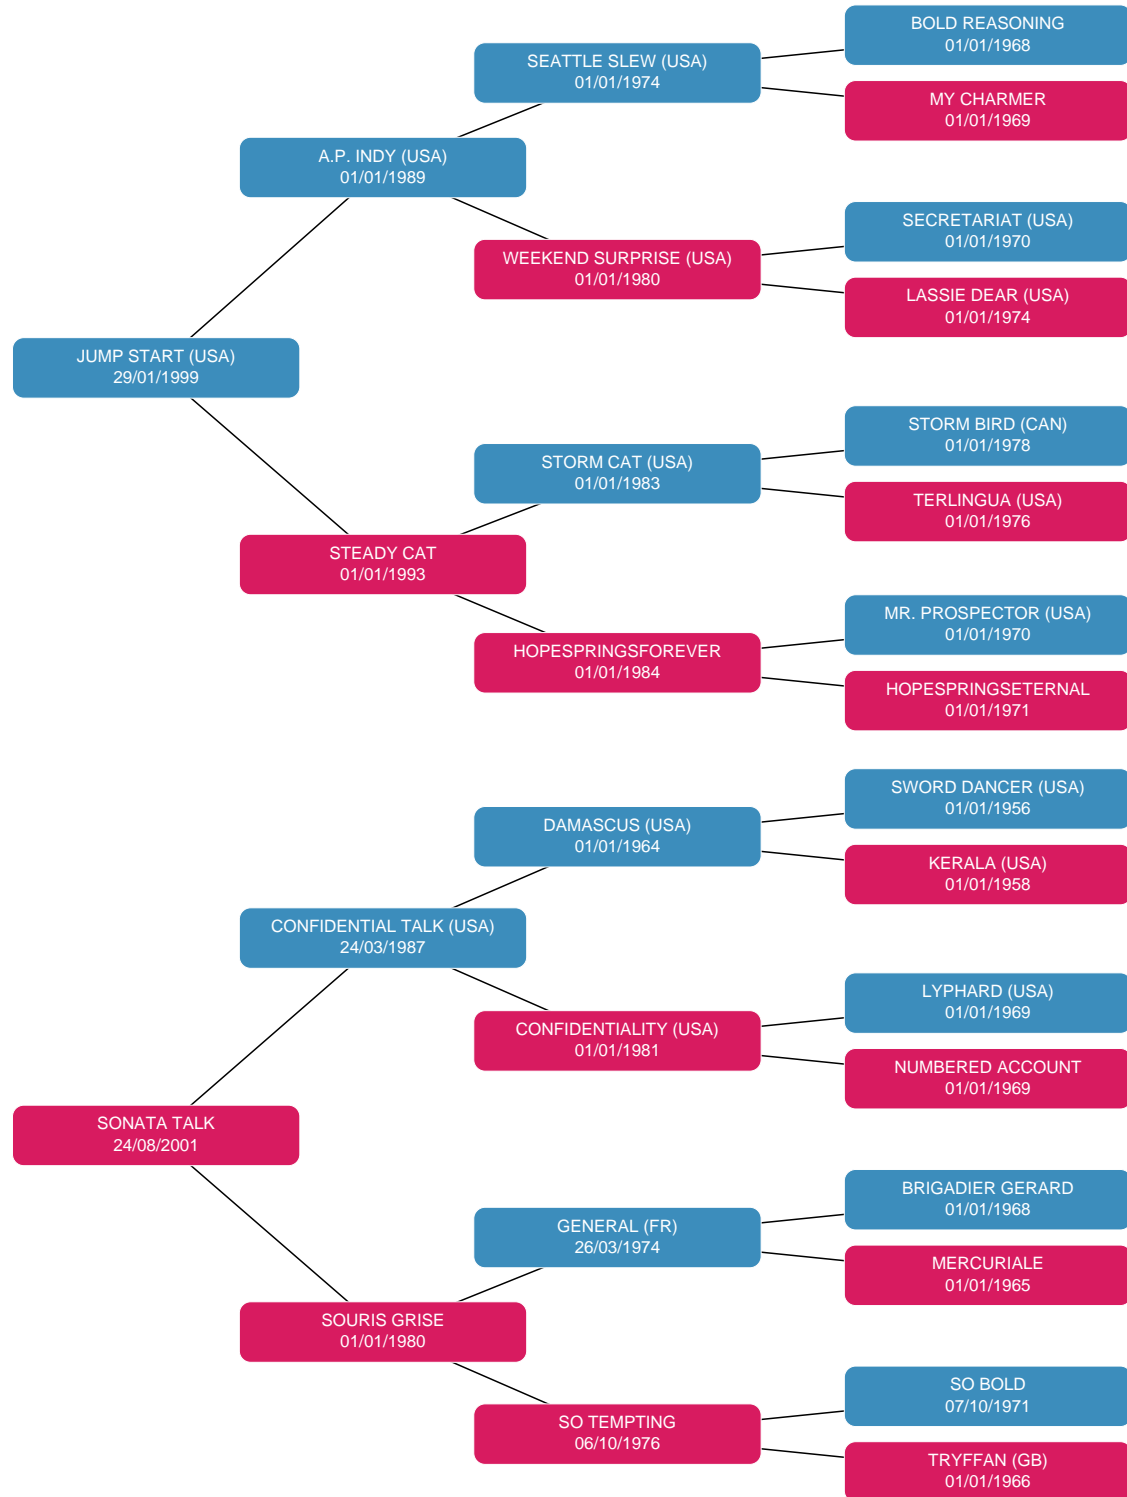 BOLD REASONING
01/01/1968
SEATTLE SLEW (USA)
01/01/1974
MY CHARMER
01/01/1969
A.P. INDY (USA)
01/01/1989
SECRETARIAT (USA)
01/01/1970
WEEKEND SURPRISE (USA)
01/01/1980
LASSIE DEAR (USA)
01/01/1974
JUMP START (USA)
29/01/1999
STORM BIRD (CAN)
01/01/1978
STORM CAT (USA)
01/01/1983
TERLINGUA (USA)
01/01/1976
STEADY CAT
01/01/1993
MR. PROSPECTOR (USA)
01/01/1970
HOPESPRINGSFOREVER
01/01/1984
HOPESPRINGSETERNAL
01/01/1971
SWORD DANCER (USA)
01/01/1956
DAMASCUS (USA)
01/01/1964
KERALA (USA)
01/01/1958
CONFIDENTIAL TALK (USA)
24/03/1987
LYPHARD (USA)
01/01/1969
CONFIDENTIALITY (USA)
01/01/1981
NUMBERED ACCOUNT
01/01/1969
SONATA TALK
24/08/2001
BRIGADIER GERARD
01/01/1968
GENERAL (FR)
26/03/1974
MERCURIALE
01/01/1965
SOURIS GRISE
01/01/1980
SO BOLD
07/10/1971
SO TEMPTING
06/10/1976
TRYFFAN (GB)
01/01/1966